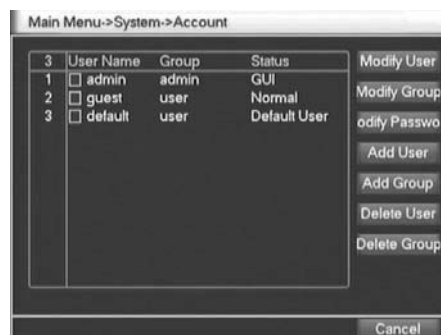 Main Menu->System->Account
3 User Name Group Status
1 admin admin GUI
2 guest user Normal
3 default user Default User
Modify User
Modify Group
odify Passwo
Add User
Add Group
Delete User
Delete Group
Cancel